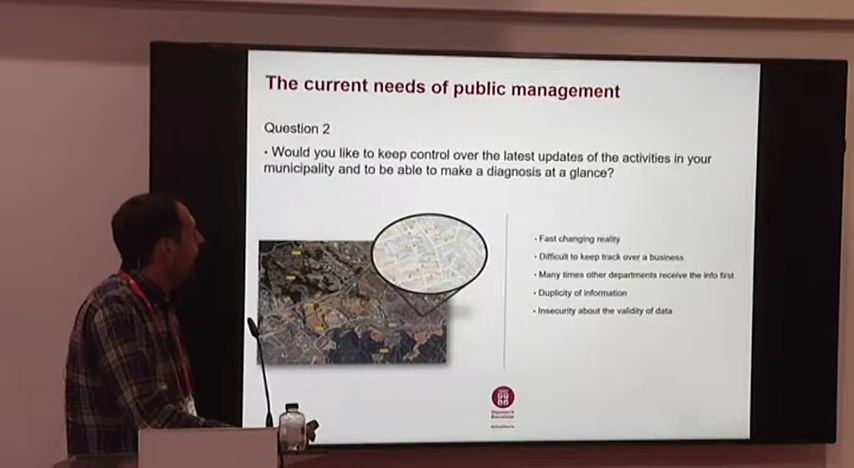 The current needs of public management
Question 2
• Would you like to keep control over the latest updates of the activities in your
municipality and to be able to make a diagnosis at a glance?
• Fast changing reality
• Difficult to keep track over a business
• Many times other departments receive the info first
• Duplicity of information
• Insecurity about the validity of data
Diputació
Barcelona